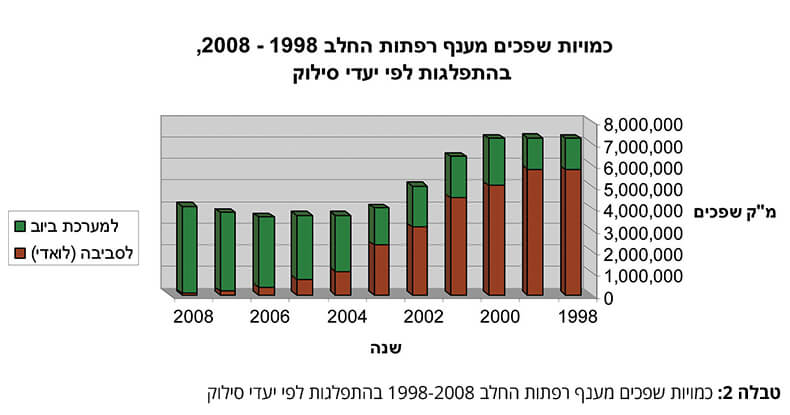 כמויות שפכים מענף רפתות החלב 1998 - 2008,
בהתפלגות לפי יעדי סילוק
8,000,000
7,000,000
6,000,000
5,000,000
4,000,000
3,000,000
2,000,000
1,000,000
0
מ"ק שפכים
למערכת ביוב
לסביבה (לואדי)
1998
2000
2002
2004
2006
2008
שנה
טבלה 2: כמויות שפכים מענף רפתות החלב 1998-2008 בהתפלגות לפי יעדי סילוק